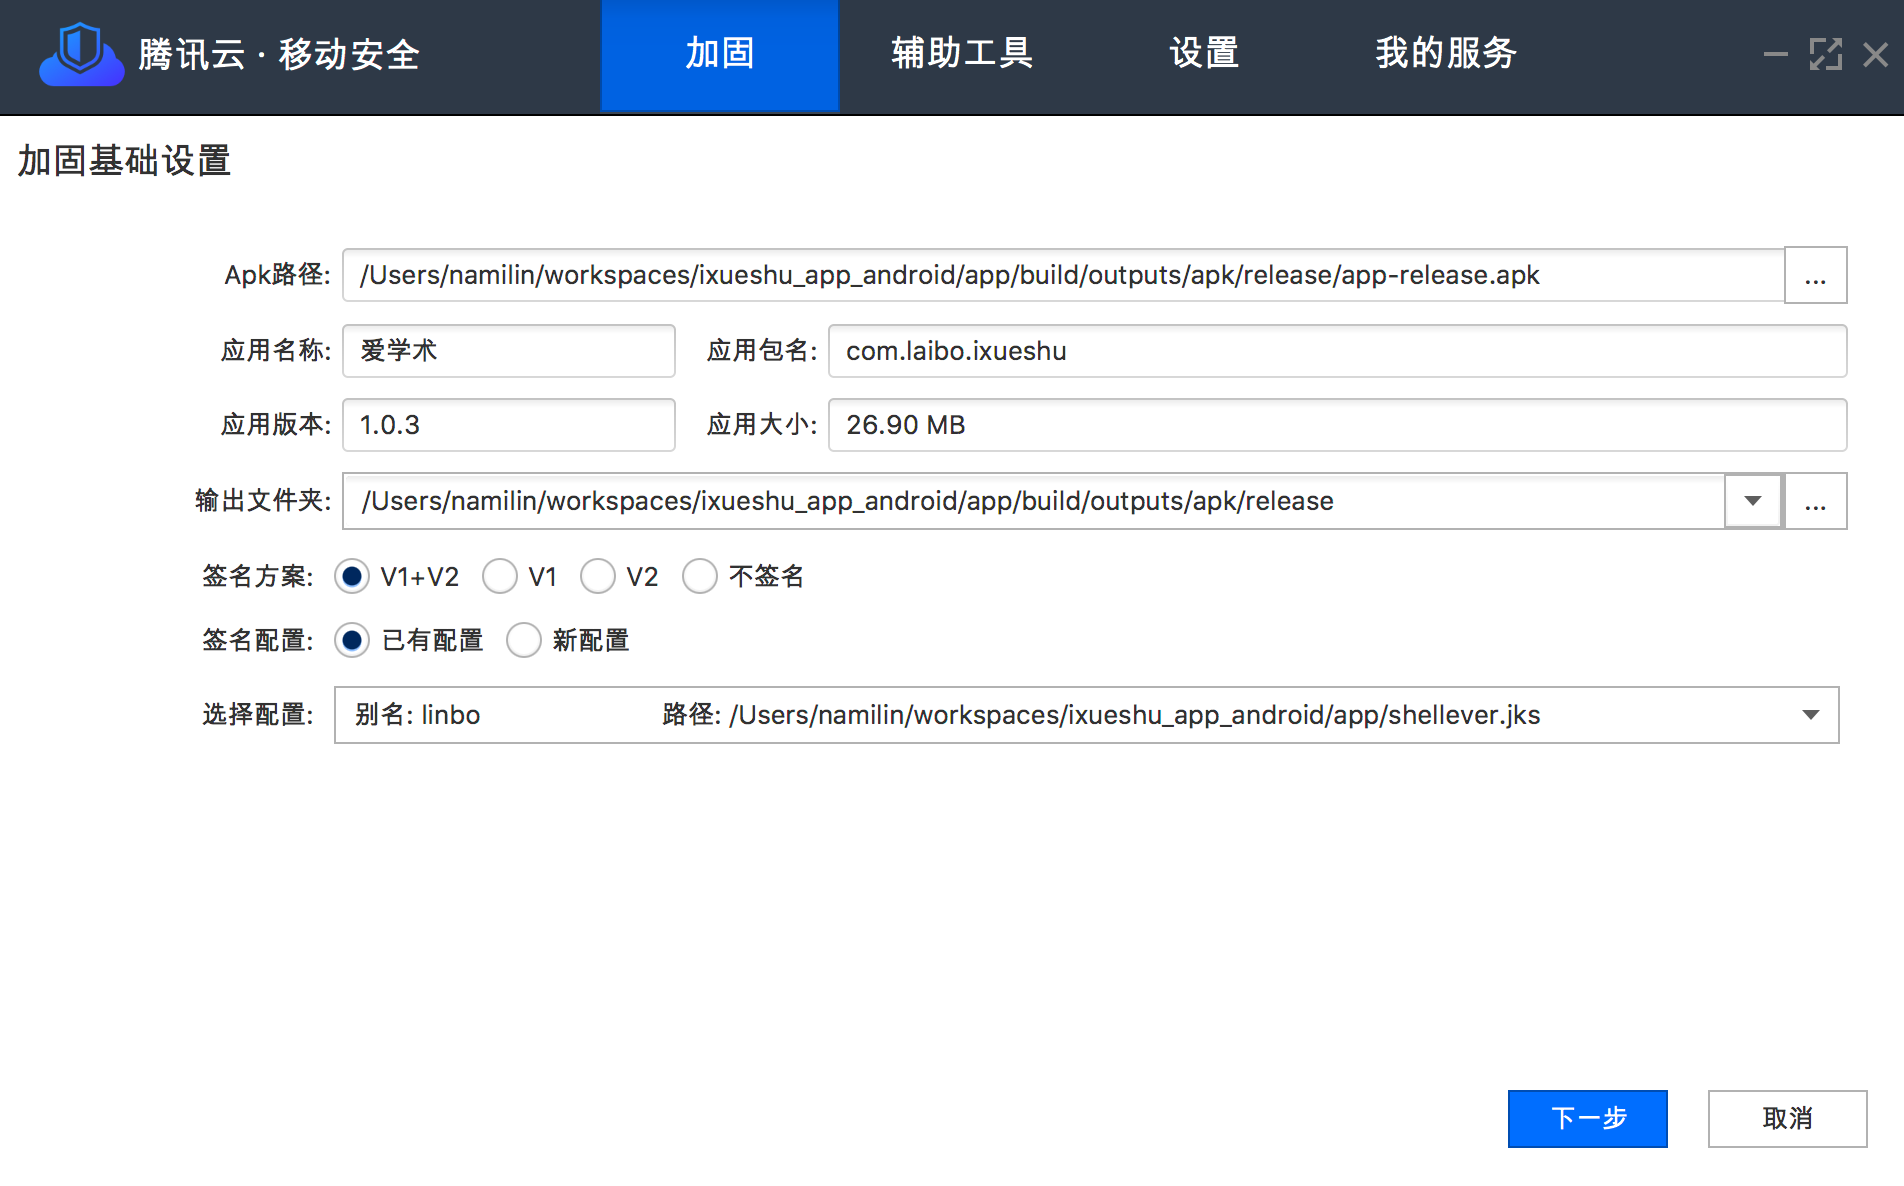 腾讯云 · 移动安全 加固 辅助工具 设置 我的服务
加固基础设置
Apk路径: /Users/namilin/workspaces/ixueshu_app_android/app/build/outputs/apk/release/app-release.apk ...
应用名称: 爱学术 应用包名: com.laibo.ixueshu
应用版本: 1.0.3 应用大小: 26.90 MB
输出文件夹: /Users/namilin/workspaces/ixueshu_app_android/app/build/outputs/apk/release ...
签名方案: V1+V2 V1 V2 不签名
签名配置: 已有配置 新配置
选择配置: 别名: linbo 路径: /Users/namilin/workspaces/ixueshu_app_android/app/shellever.jks
下一步 取消